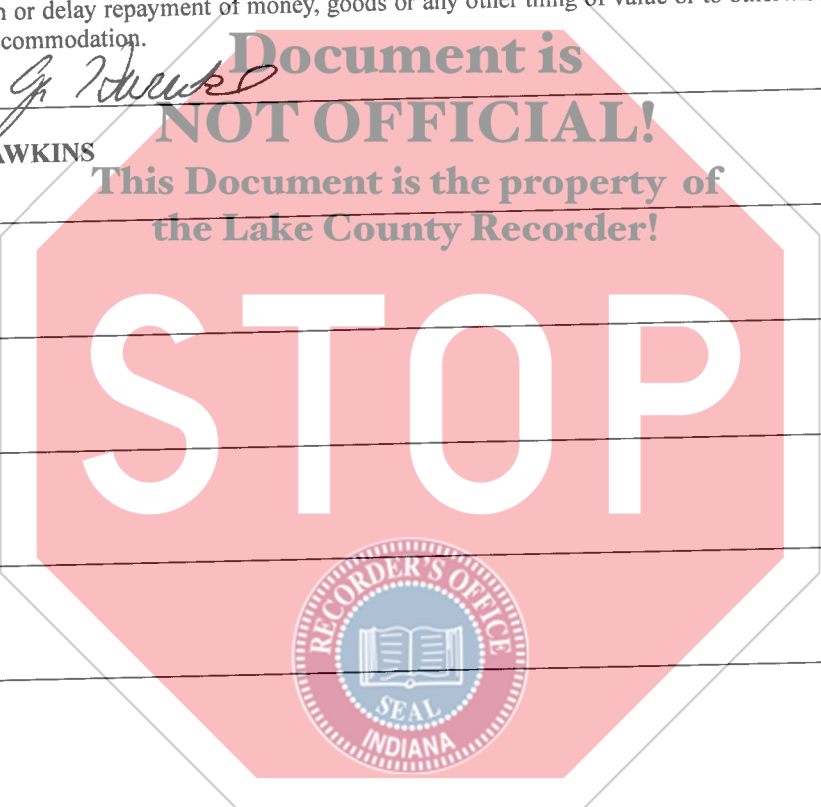 or delay repayment of money, goods or any other thing of value or to
commodation.
Document is
NOT OFFICIAL!
AWKINS
This Document is the property of
the Lake County Recorder!
STOP
RECORDER'S OFFICE
SEAL
INDIANA